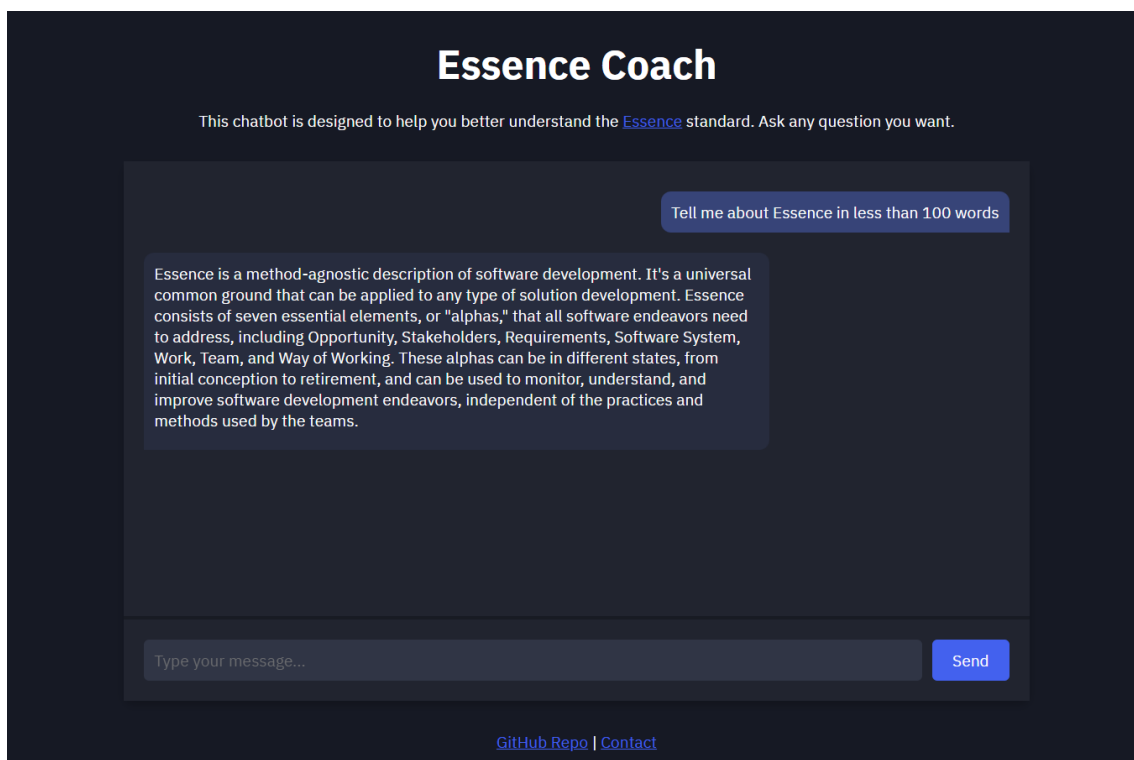 Essence Coach
This chatbot is designed to help you better understand the Essence standard. Ask any question you want.
Tell me about Essence in less than 100 words
Essence is a method-agnostic description of software development. It's a universal
common ground that can be applied to any type of solution development. Essence
consists of seven essential elements, or "alphas," that all software endeavors need
to address, including Opportunity, Stakeholders, Requirements, Software System,
Work, Team, and Way of Working. These alphas can be in different states, from
initial conception to retirement, and can be used to monitor, understand, and
improve software development endeavors, independent of the practices and
methods used by the teams.
Type your message...
Send
GitHub Repo | Contact